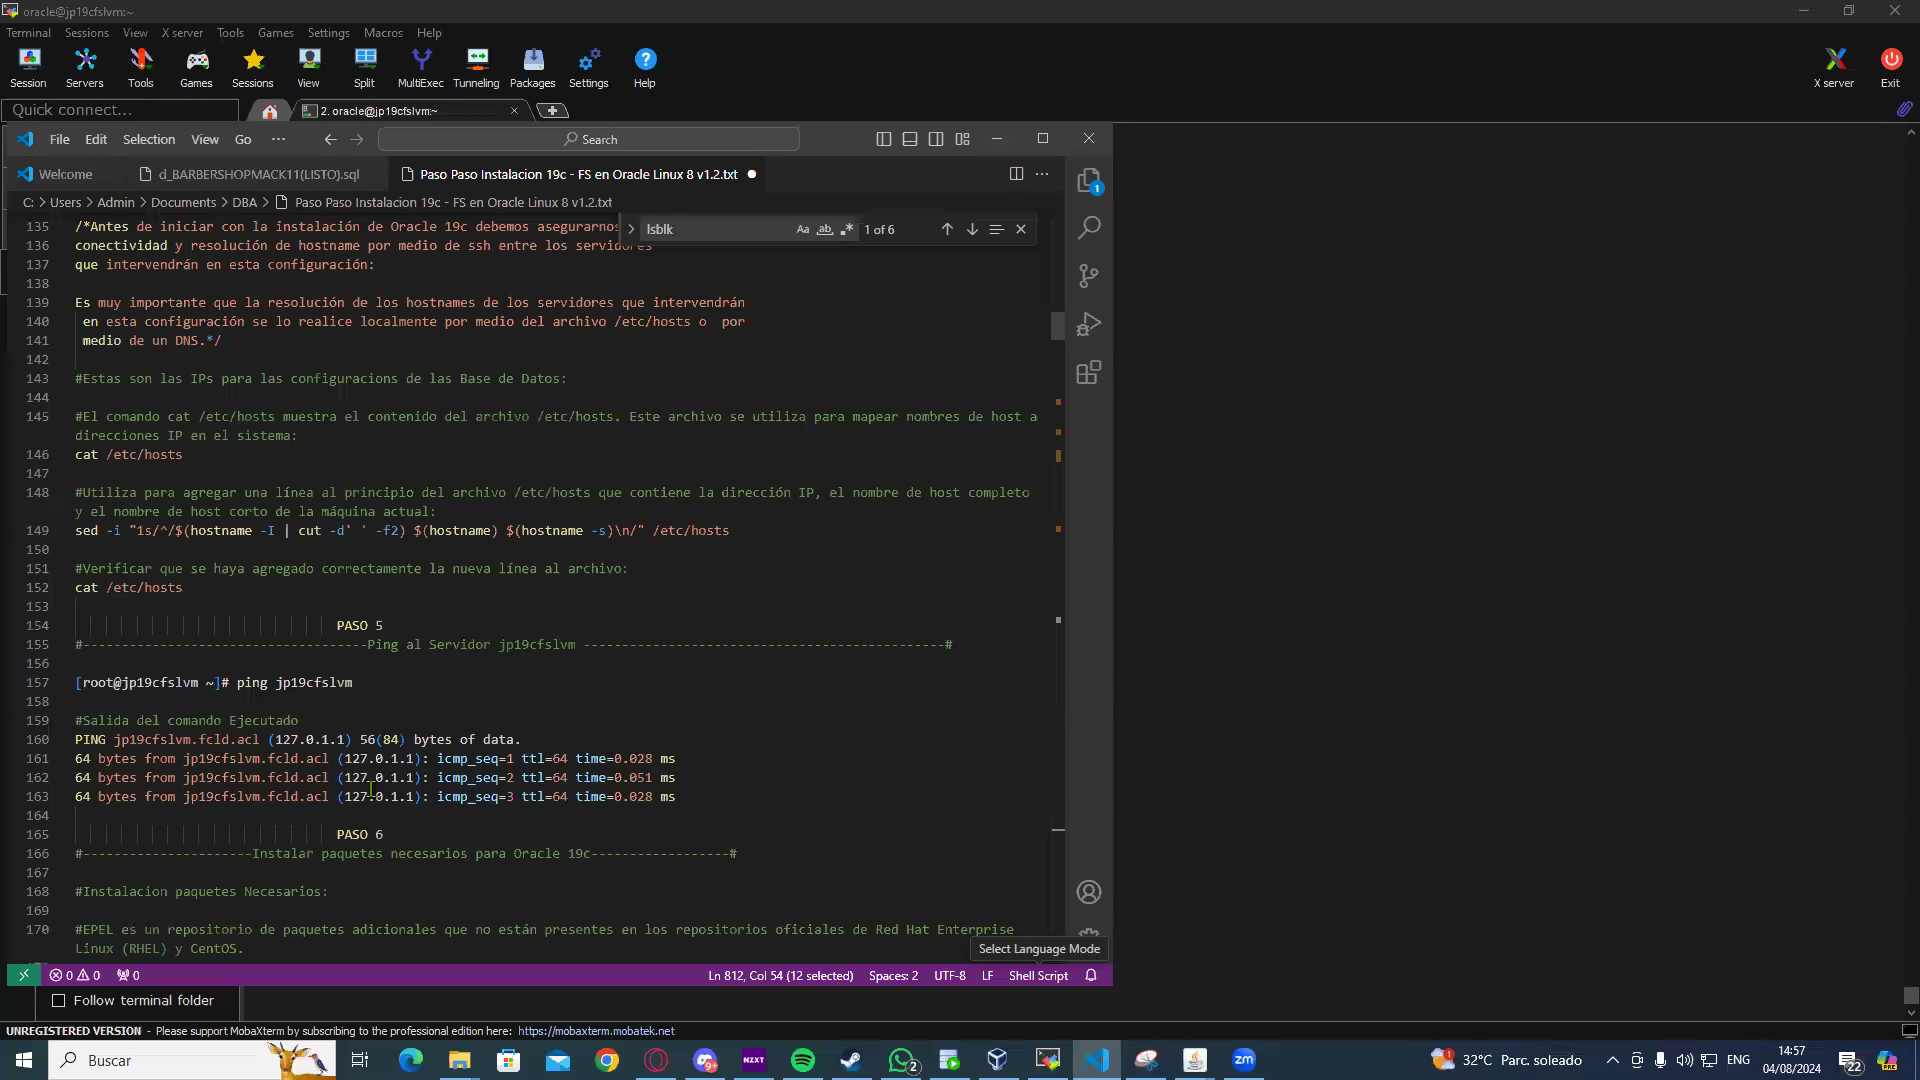 oracle@jp19cfslvm:~
Terminal Sessions View X server Tools Games Settings Macros Help
Session Servers Tools Games Sessions View Split MultiExec Tunneling Packages Settings Help X server Exit
Quick connect...
2. oracle@jp19cfslvm:~
File Edit Selection View Go ··· Search
Welcome
d_BARBERSHOPMACK11(LISTO).sql
Paso Paso Instalacion 19c - FS en Oracle Linux 8 v1.2.txt
C: > Users > Admin > Documents > DBA > Paso Paso Instalacion 19c - FS en Oracle Linux 8 v1.2.txt
lsblk Aa ab 1 of 6
135 /*Antes de iniciar con la instalación de Oracle 19c debemos asegurarnos
136 conectividad y resolución de hostname por medio de ssh entre los servidores
137 que intervendrán en esta configuración:
138
139 Es muy importante que la resolución de los hostnames de los servidores que intervendrán
140 en esta configuración se lo realice localmente por medio del archivo /etc/hosts o  por
141 medio de un DNS.*/
142
143 #Estas son las IPs para las configuracions de las Base de Datos:
144
145 #El comando cat /etc/hosts muestra el contenido del archivo /etc/hosts. Este archivo se utiliza para mapear nombres de host a
direcciones IP en el sistema:
146 cat /etc/hosts
147
148 #Utiliza para agregar una línea al principio del archivo /etc/hosts que contiene la dirección IP, el nombre de host completo
y el nombre de host corto de la máquina actual:
149 sed -i "1s/^/$(hostname -I | cut -d' ' -f2) $(hostname) $(hostname -s)\n/" /etc/hosts
150
151 #Verificar que se haya agregado correctamente la nueva línea al archivo:
152 cat /etc/hosts
153
154 PASO 5
155 #-------------------------------------Ping al Servidor jp19cfslvm -----------------------------------------------#
156
157 [root@jp19cfslvm ~]# ping jp19cfslvm
158
159 #Salida del comando Ejecutado
160 PING jp19cfslvm.fcld.acl (127.0.1.1) 56(84) bytes of data.
161 64 bytes from jp19cfslvm.fcld.acl (127.0.1.1): icmp_seq=1 ttl=64 time=0.028 ms
162 64 bytes from jp19cfslvm.fcld.acl (127.0.1.1): icmp_seq=2 ttl=64 time=0.051 ms
163 64 bytes from jp19cfslvm.fcld.acl (127.0.1.1): icmp_seq=3 ttl=64 time=0.028 ms
164
165 PASO 6
166 #----------------------Instalar paquetes necesarios para Oracle 19c------------------#
167
168 #Instalacion paquetes Necesarios:
169
170 #EPEL es un repositorio de paquetes adicionales que no están presentes en los repositorios oficiales de Red Hat Enterprise
Linux (RHEL) y CentOS.
Select Language Mode
0 0 0 Ln 812, Col 54 (12 selected) Spaces: 2 UTF-8 LF Shell Script
Follow terminal folder
UNREGISTERED VERSION - Please support MobaXterm by subscribing to the professional edition here: https://mobaxterm.mobatek.net
Buscar
NZXT
zm
32°C Parc. soleado
ENG
14:57
04/08/2024
22